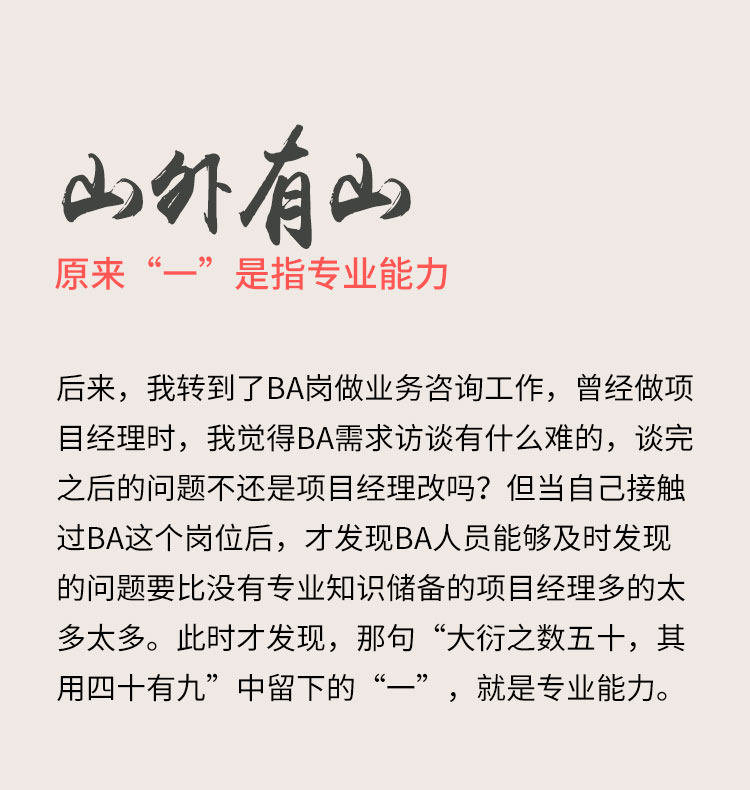 山外有山
原来“一”是指专业能力
后来，我转到了BA岗做业务咨询工作，曾经做项
目经理时，我觉得BA需求访谈有什么难的，谈完
之后的问题不还是项目经理改吗？但当自己接触
过BA这个岗位后，才发现BA人员能够及时发现
的问题要比没有专业知识储备的项目经理多的太
多太多。此时才发现，那句“大衍之数五十，其
用四十有九”中留下的“一”，就是专业能力。